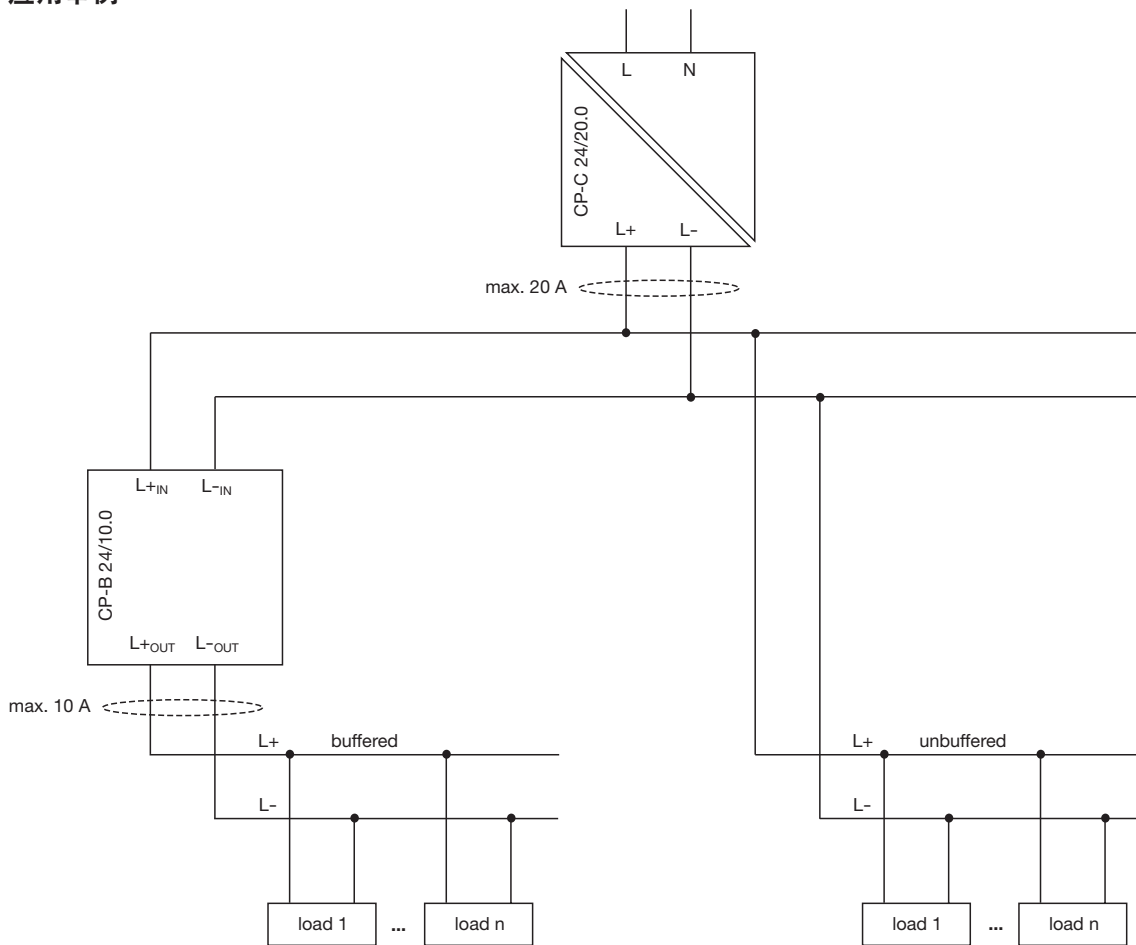 L N
CP-C 24/20.0
L+ L-
max. 20 A
L+IN L-IN
CP-B 24/10.0
L+OUT L-OUT
max. 10 A
L+ buffered
L+ unbuffered
L-
L-
load 1 ... load n
load 1 ... load n